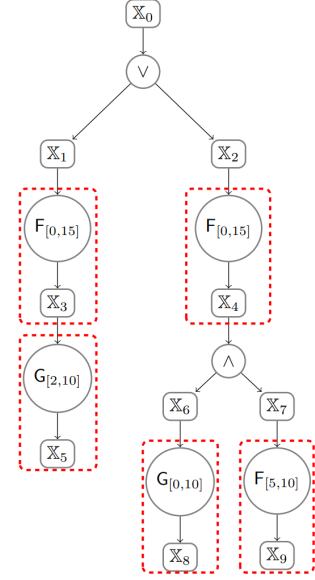 𝕏₀
∨
𝕏₁ 𝕏₂
F[0,15] F[0,15]
𝕏₃ 𝕏₄
∧
G[2,10]
𝕏₆ 𝕏₇
𝕏₅
G[0,10] F[5,10]
𝕏₈ 𝕏₉